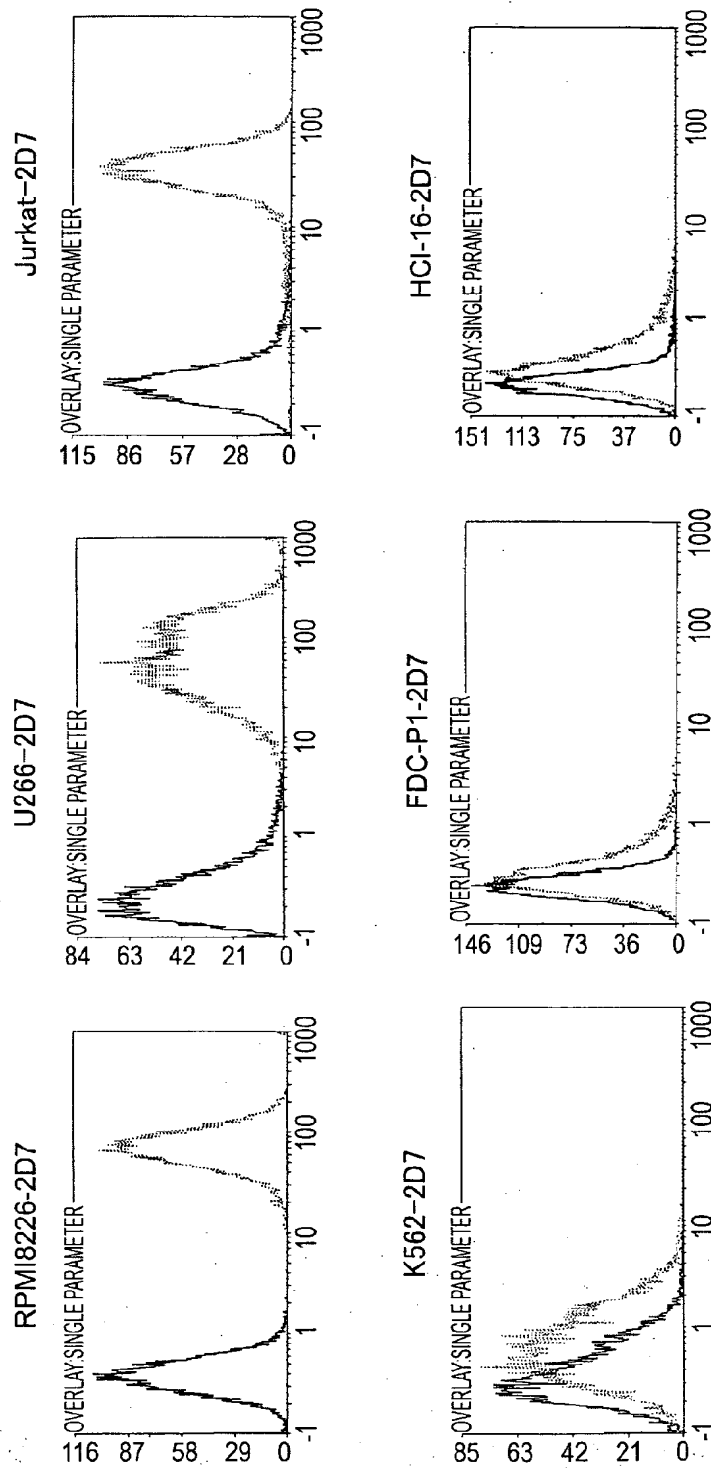 RPMI8226-2D7
OVERLAY:SINGLE PARAMETER
116
87
58
29
0
-1 1 10 100 1000
U266-2D7
OVERLAY:SINGLE PARAMETER
84
63
42
21
0
-1 1 10 100 1000
Jurkat-2D7
OVERLAY:SINGLE PARAMETER
115
86
57
28
0
-1 1 10 100 1000
K562-2D7
OVERLAY:SINGLE PARAMETER
85
63
42
21
0
-1 1 10 100 1000
FDC-P1-2D7
OVERLAY:SINGLE PARAMETER
146
109
73
36
0
-1 1 10 100 1000
HCI-16-2D7
OVERLAY:SINGLE PARAMETER
151
113
75
37
0
-1 1 10 100 1000